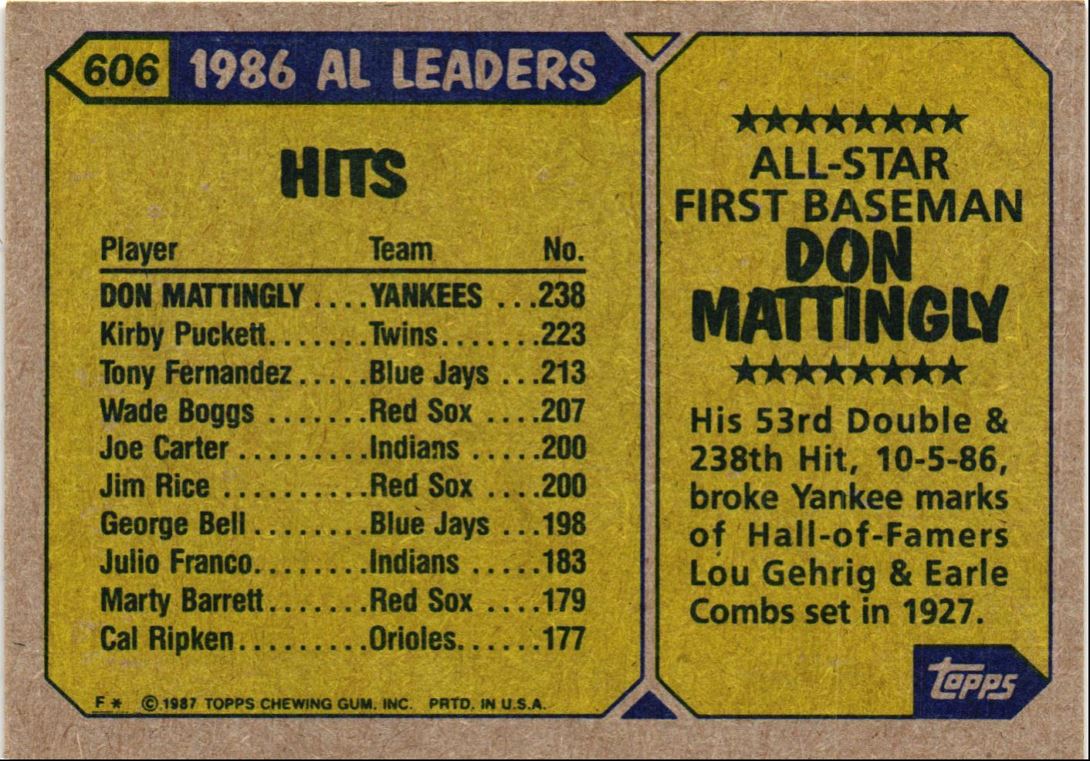 606 1986 AL LEADERS
HITS
Player Team No.
DON MATTINGLY ....YANKEES ...238
Kirby Puckett.......Twins.......223
Tony Fernandez.....Blue Jays ...213
Wade Boggs .......Red Sox ....207
Joe Carter .........Indians .....200
Jim Rice ..........Red Sox ....200
George Bell ........Blue Jays ...198
Julio Franco........Indians .....183
Marty Barrett.......Red Sox ....179
Cal Ripken..........Orioles......177
F * © 1987 TOPPS CHEWING GUM, INC. PRTD. IN U.S.A.
★★★★★★★★
ALL-STAR
FIRST BASEMAN
DON
MATTINGLY
★★★★★★★★
His 53rd Double &
238th Hit, 10-5-86,
broke Yankee marks
of Hall-of-Famers
Lou Gehrig & Earle
Combs set in 1927.
topps